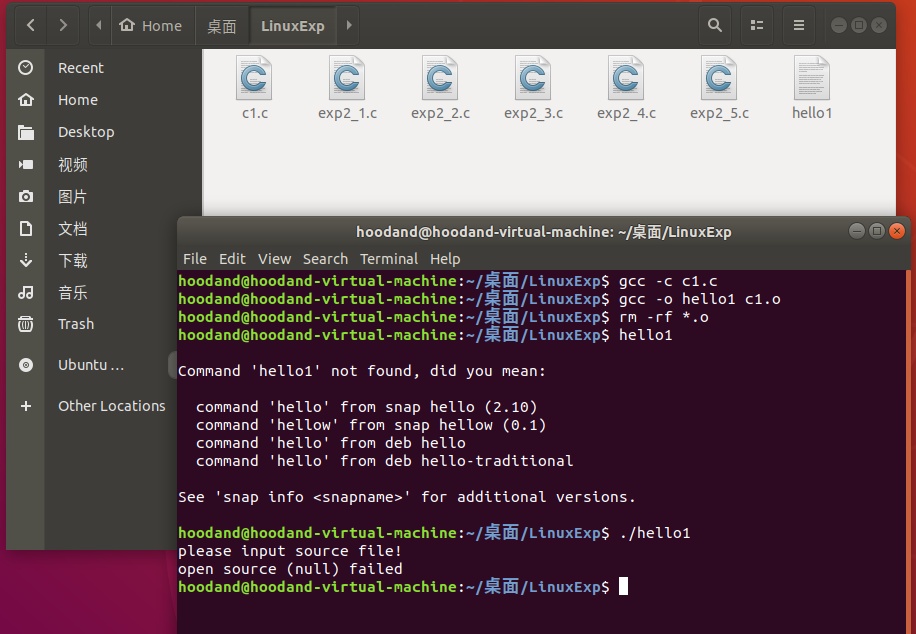 Home 桌面 LinuxExp
Recent
Home
Desktop
视频
图片
文档
下载
音乐
Trash
Ubuntu …
Other Locations
c1.c exp2_1.c exp2_2.c exp2_3.c exp2_4.c exp2_5.c hello1
hoodand@hoodand-virtual-machine: ~/桌面/LinuxExp
File Edit View Search Terminal Help
hoodand@hoodand-virtual-machine:~/桌面/LinuxExp$ gcc -c c1.c
hoodand@hoodand-virtual-machine:~/桌面/LinuxExp$ gcc -o hello1 c1.o
hoodand@hoodand-virtual-machine:~/桌面/LinuxExp$ rm -rf *.o
hoodand@hoodand-virtual-machine:~/桌面/LinuxExp$ hello1
Command 'hello1' not found, did you mean:
command 'hello' from snap hello (2.10)
command 'hellow' from snap hellow (0.1)
command 'hello' from deb hello
command 'hello' from deb hello-traditional
See 'snap info <snapname>' for additional versions.
hoodand@hoodand-virtual-machine:~/桌面/LinuxExp$ ./hello1
please input source file!
open source (null) failed
hoodand@hoodand-virtual-machine:~/桌面/LinuxExp$